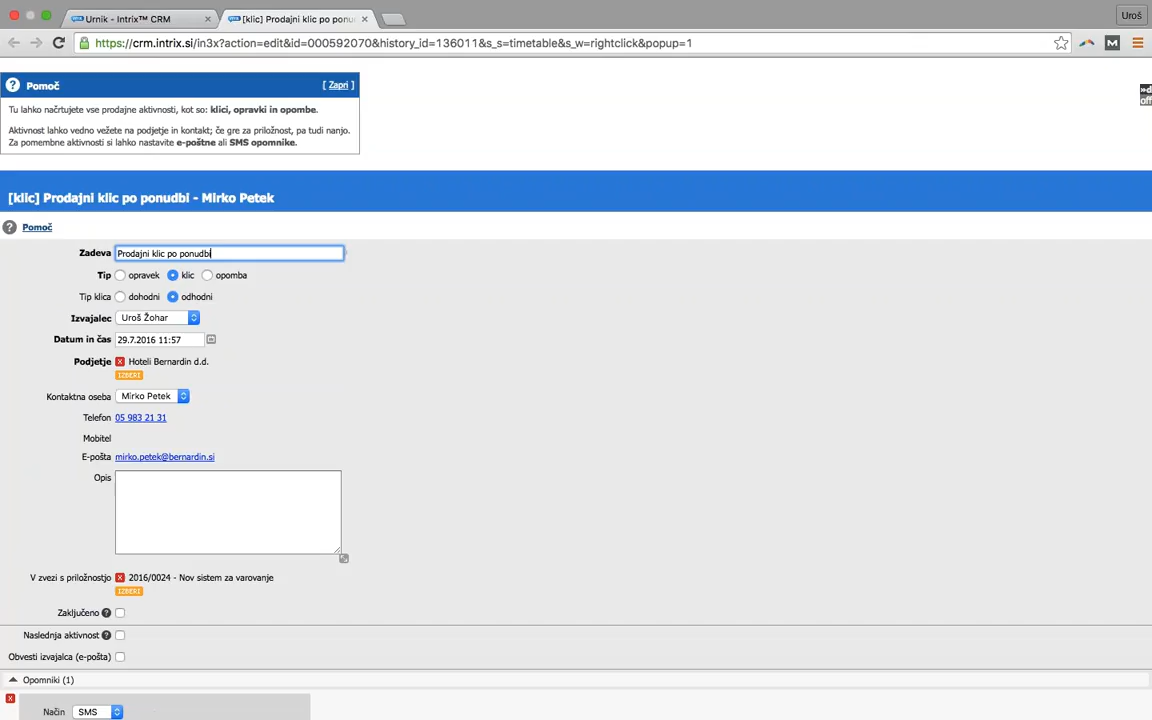 Urnik - Intrix™ CRM
[klic] Prodajni klic po ponu
Uroš
https://crm.intrix.si/in3x?action=edit&id=000592070&history_id=136011&s_s=timetable&s_w=rightclick&popup=1
Pomoč
[ Zapri ]
Tu lahko načrtujete vse prodajne aktivnosti, kot so: klici, opravki in opombe.
Aktivnost lahko vedno vežete na podjetje in kontakt; če gre za priložnost, pa tudi nanjo.
Za pomembne aktivnosti si lahko nastavite e-poštne ali SMS opomnike.
[klic] Prodajni klic po ponudbi - Mirko Petek
Pomoč
Zadeva Prodajni klic po ponudbi
Tip opravek klic opomba
Tip klica dohodni odhodni
Izvajalec Uroš Žohar
Datum in čas 29.7.2016 11:57
Podjetje X Hoteli Bernardin d.d.
IZBERI
Kontaktna oseba Mirko Petek
Telefon 05 983 21 31
Mobitel
E-pošta mirko.petek@bernardin.si
Opis
V zvezi s priložnostjo X 2016/0024 - Nov sistem za varovanje
IZBERI
Zaključeno ?
Naslednja aktivnost ?
Obvesti izvajalca (e-pošta)
Opomniki (1)
X
Način SMS